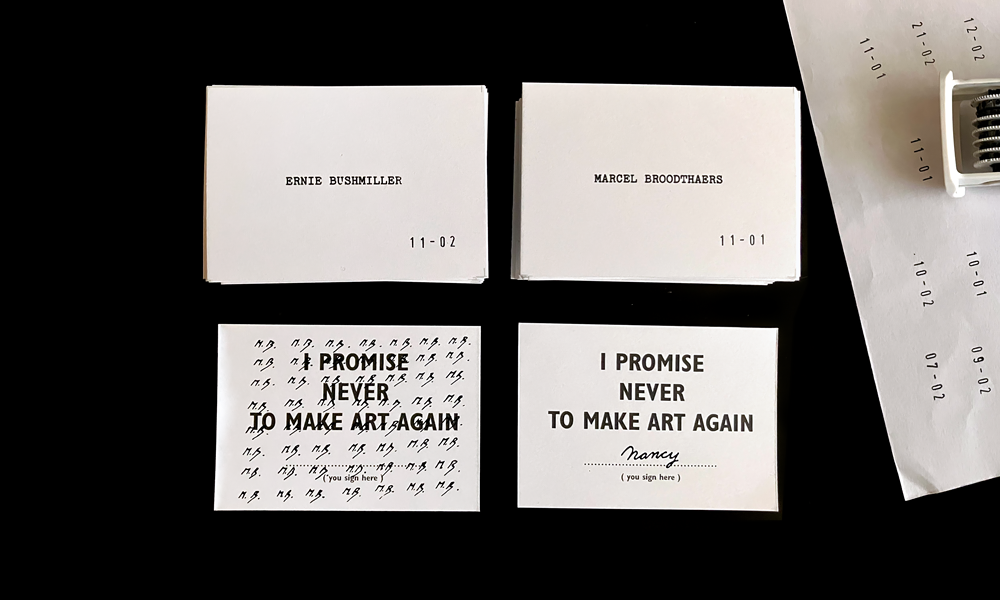 ERNIE BUSHMILLER
11-02
MARCEL BROODTHAERS
11-01
M.B. M.B. M.B. M.B. M.B. M.B. M.B.
I PROMISE
NEVER
TO MAKE ART AGAIN
( you sign here )
I PROMISE
NEVER
TO MAKE ART AGAIN
Nancy
( you sign here )
11-01
21-02
12-02
11-01
10-02
10-01
07-02
09-02